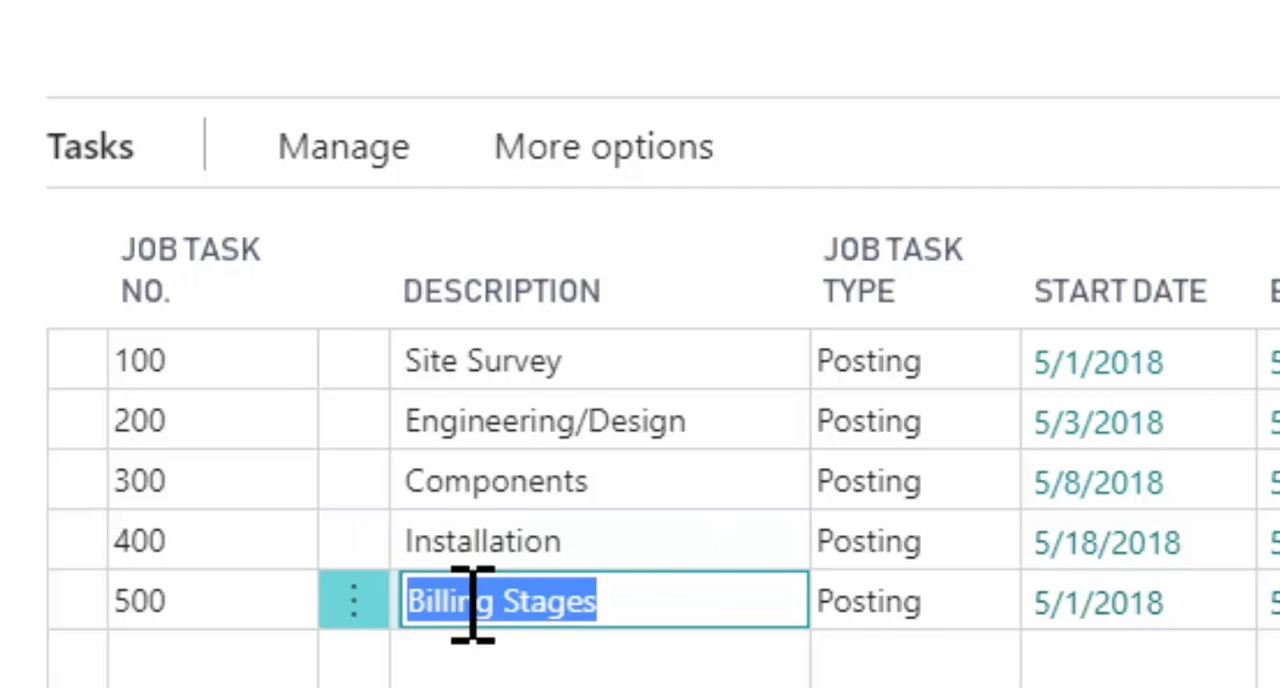 Tasks Manage More options
JOB TASK NO. DESCRIPTION JOB TASK TYPE START DATE
100 Site Survey Posting 5/1/2018
200 Engineering/Design Posting 5/3/2018
300 Components Posting 5/8/2018
400 Installation Posting 5/18/2018
500 Billing Stages Posting 5/1/2018